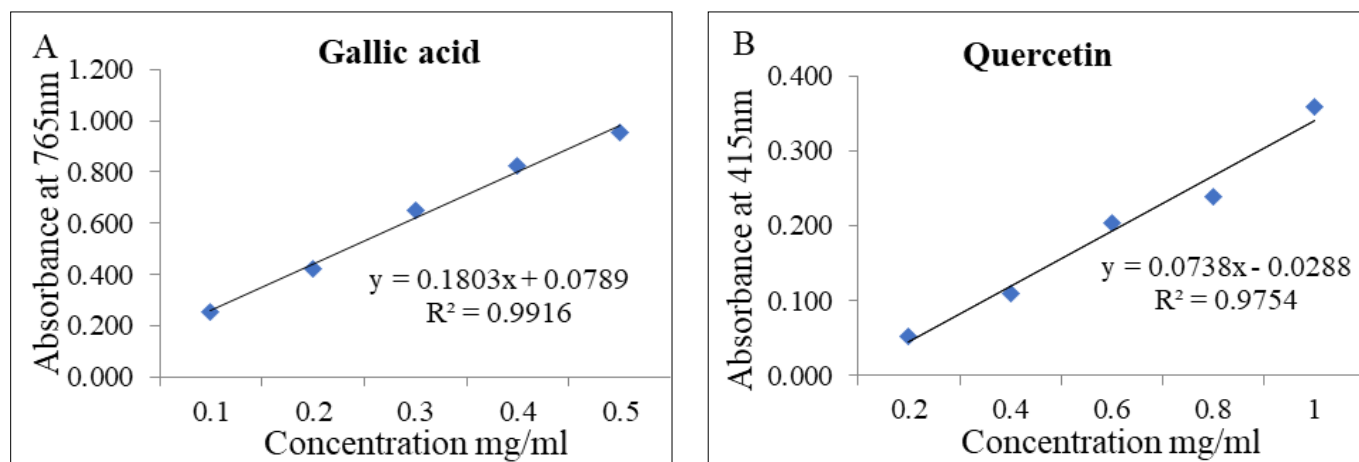 A
Gallic acid
Absorbance at 765nm
1.200
1.000
0.800
0.600
0.400
0.200
0.000
y = 0.1803x + 0.0789
R² = 0.9916
0.1 0.2 0.3 0.4 0.5
Concentration mg/ml
B
Quercetin
Absorbance at 415nm
0.400
0.300
0.200
0.100
0.000
y = 0.0738x - 0.0288
R² = 0.9754
0.2 0.4 0.6 0.8 1
Concentration mg/ml